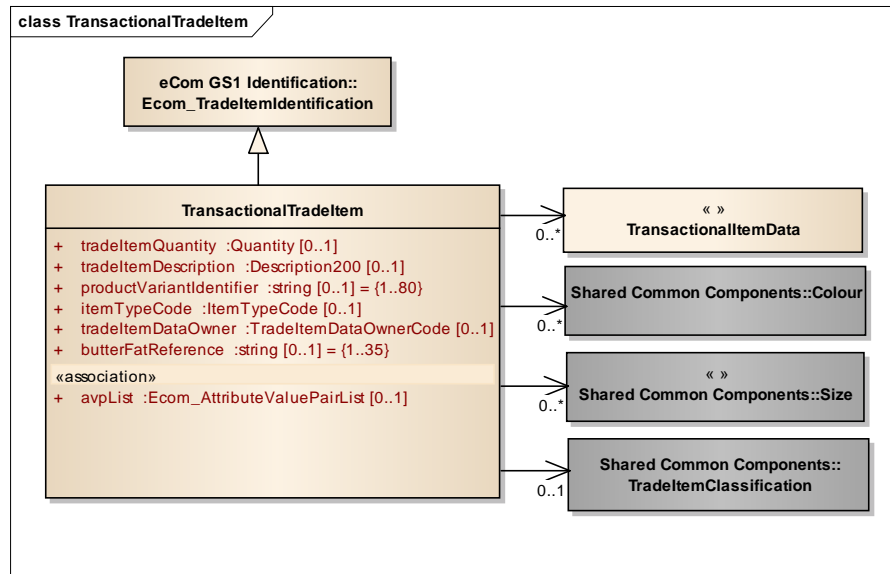 class TransactionalTradeItem
eCom GS1 Identification::
Ecom_TradeItemIdentification
TransactionalTradeItem
+ tradeItemQuantity :Quantity [0..1]
+ tradeItemDescription :Description200 [0..1]
+ productVariantIdentifier :string [0..1] = {1..80}
+ itemTypeCode :ItemTypeCode [0..1]
+ tradeItemDataOwner :TradeItemDataOwnerCode [0..1]
+ butterFatReference :string [0..1] = {1..35}
«association»
+ avpList :Ecom_AttributeValuePairList [0..1]
« »
TransactionalItemData
0..*
Shared Common Components::Colour
0..*
« »
Shared Common Components::Size
0..*
Shared Common Components::
TradeItemClassification
0..1